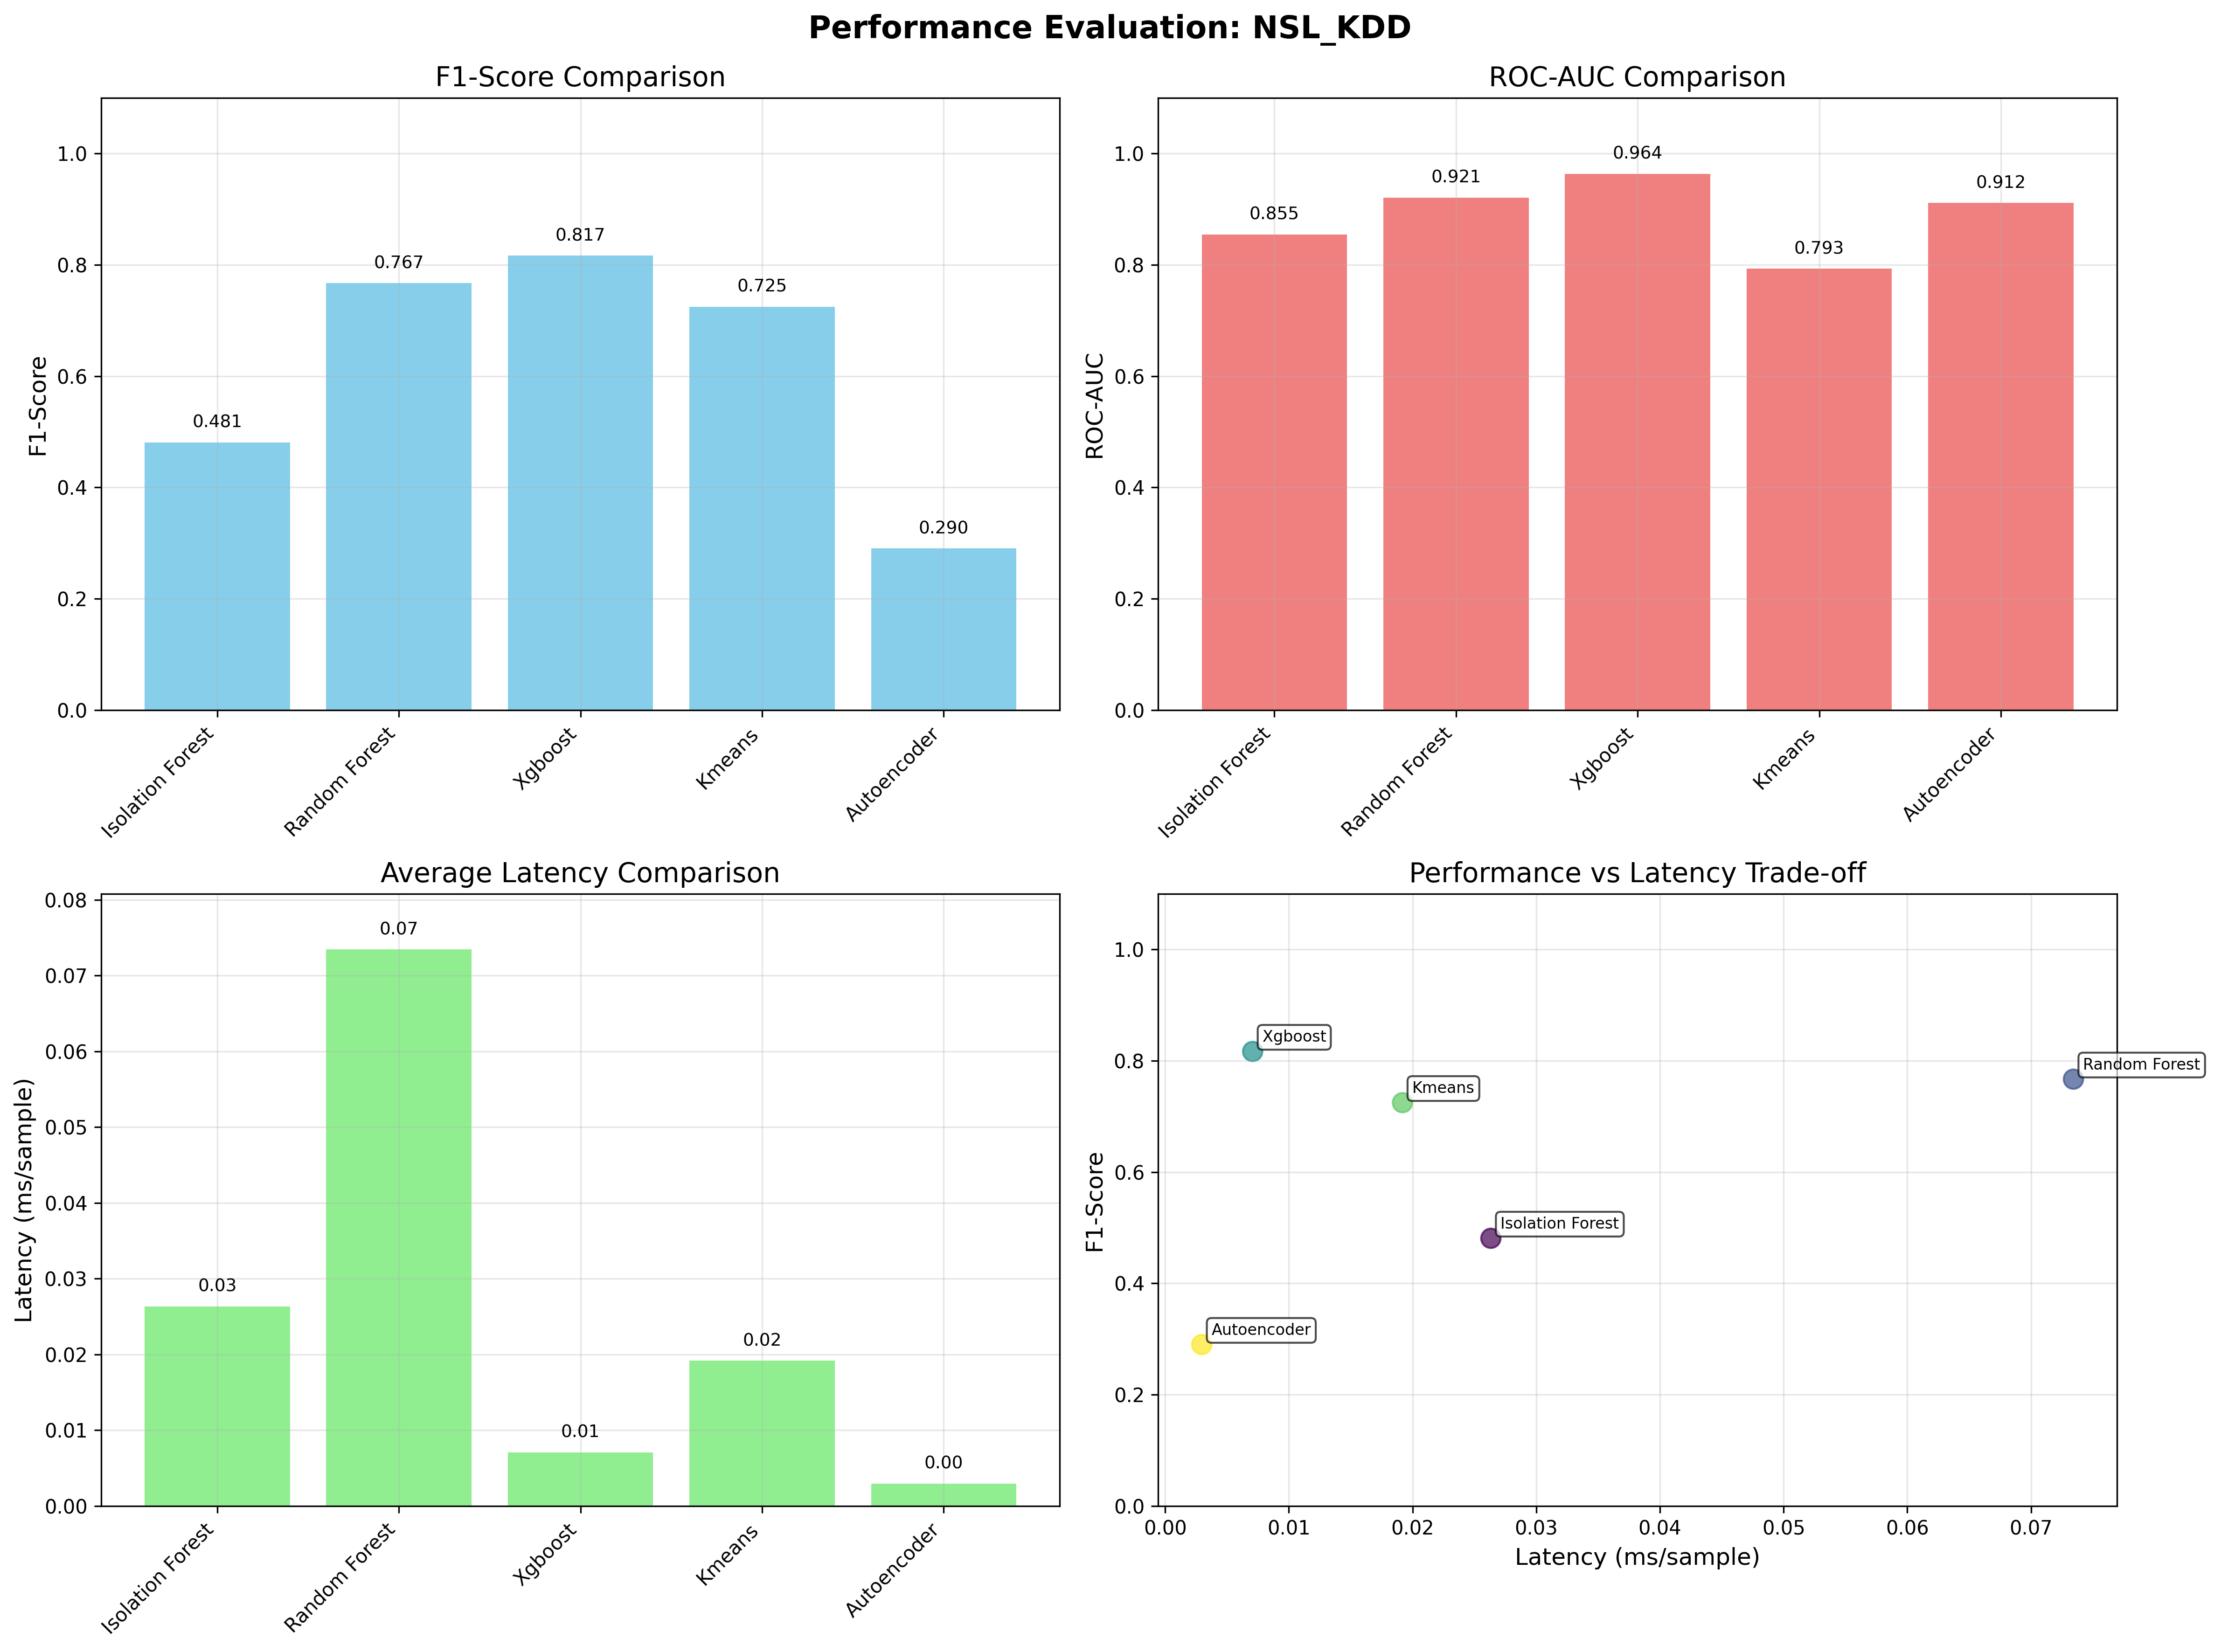 Performance Evaluation: NSL_KDD
F1-Score Comparison
F1-Score
1.0
0.8
0.6
0.4
0.2
0.0
0.481
0.767
0.817
0.725
0.290
Isolation Forest
Random Forest
Xgboost
Kmeans
Autoencoder
ROC-AUC Comparison
ROC-AUC
1.0
0.8
0.6
0.4
0.2
0.0
0.855
0.921
0.964
0.793
0.912
Isolation Forest
Random Forest
Xgboost
Kmeans
Autoencoder
Average Latency Comparison
Latency (ms/sample)
0.08
0.07
0.06
0.05
0.04
0.03
0.02
0.01
0.00
0.03
0.07
0.01
0.02
0.00
Isolation Forest
Random Forest
Xgboost
Kmeans
Autoencoder
Performance vs Latency Trade-off
F1-Score
1.0
0.8
0.6
0.4
0.2
0.0
Xgboost
Random Forest
Kmeans
Isolation Forest
Autoencoder
0.00 0.01 0.02 0.03 0.04 0.05 0.06 0.07
Latency (ms/sample)